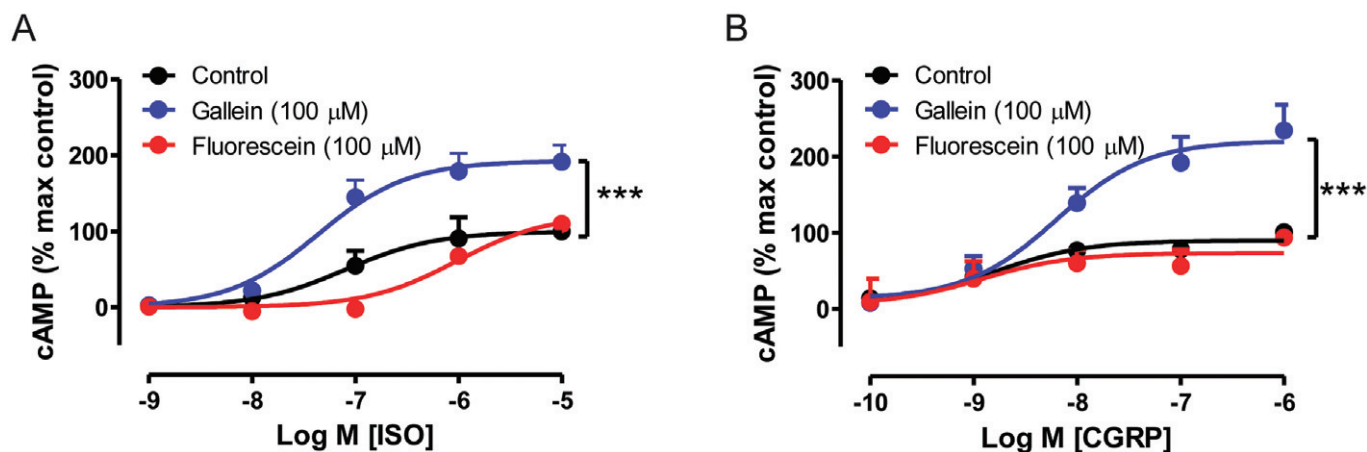 A
cAMP (% max control)
300
200
100
0
Control
Gallein (100 μM)
Fluorescein (100 μM)
***
-9 -8 -7 -6 -5
Log M [ISO]
B
cAMP (% max control)
300
200
100
0
Control
Gallein (100 μM)
Fluorescein (100 μM)
***
-10 -9 -8 -7 -6
Log M [CGRP]